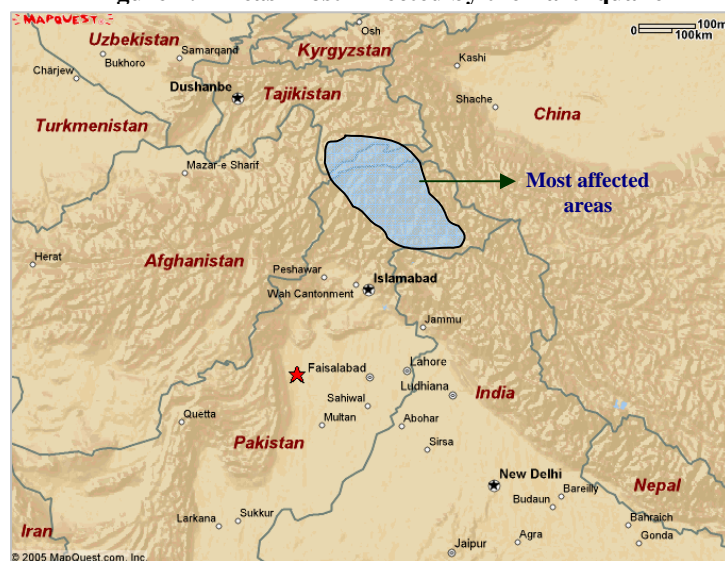 MAPQUEST
Osh
100mi
100km
Uzbekistan
Samarqand
Kyrgyzstan
Bukhoro
Kashi
Charjew
Dushanbe
Tajikistan
Shache
China
Turkmenistan
Mazar-e Sharif
Most affected
areas
Herat
Afghanistan
Peshawar
Islamabad
Wah Cantonment
Jammu
Faisalabad
Lahore
Ludhiana
India
Sahiwal
Quetta
Multan
Abohar
Pakistan
Sirsa
New Delhi
Nepal
Bareilly
Budaun
Iran
Larkana
Sukkur
Bahraich
Agra
Gonda
Jaipur
© 2005 MapQuest.com, Inc.